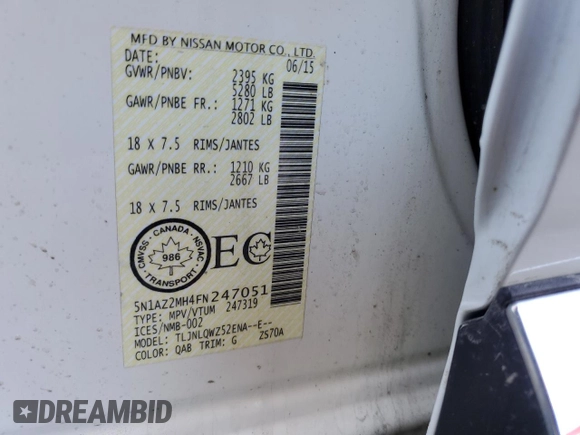 MFD BY NISSAN MOTOR CO., LTD.
DATE: 06/15
GVWR/PNBV: 2395 KG
5280 LB
GAWR/PNBE FR.: 1271 KG
2802 LB
18 X 7.5 RIMS/JANTES
GAWR/PNBE RR.: 1210 KG
2667 LB
18 X 7.5 RIMS/JANTES
CMVSS · CANADA · NSVAC · TRANSPORT ·
986
EC
5N1AZ2MH4FN247051
TYPE: MPV/VTUM 247319
ICES/NMB-002
MODEL: TLJNLQWZ52ENA--E--
COLOR: QAB TRIM: G ZS70A
DREAMBID